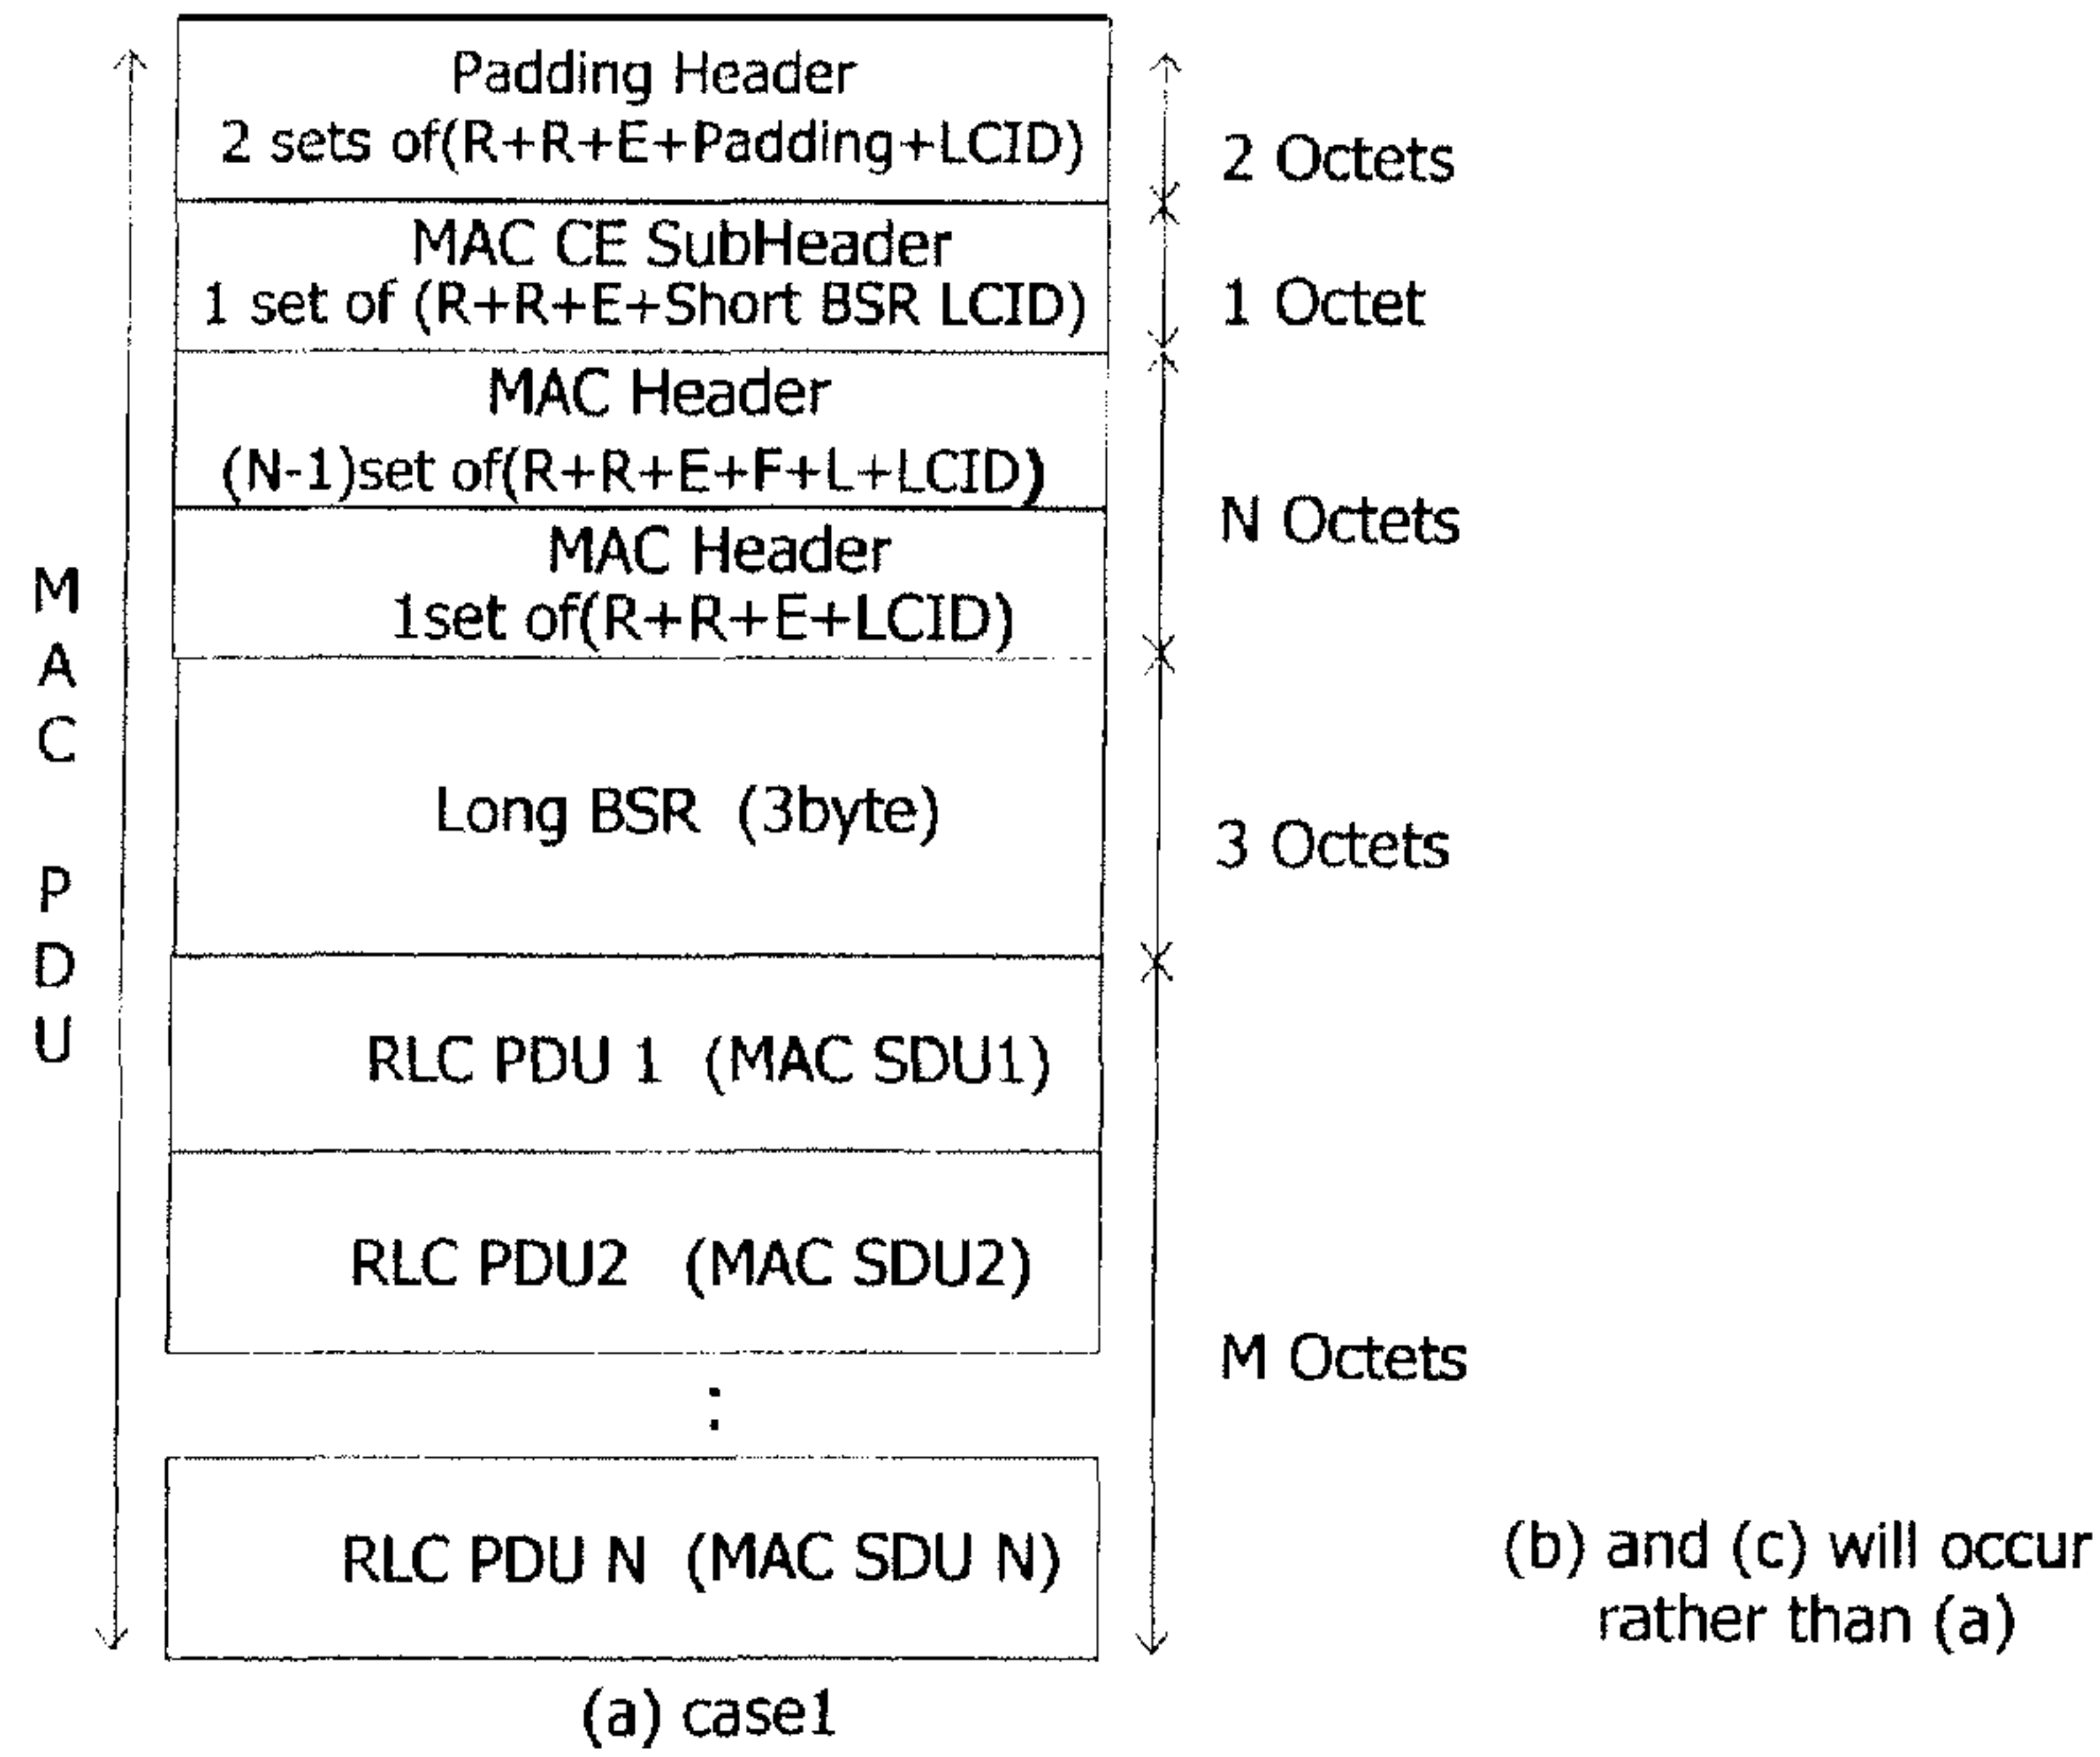 Padding Header
2 sets of(R+R+E+Padding+LCID)
2 Octets
MAC CE SubHeader
1 set of (R+R+E+Short BSR LCID)
1 Octet
MAC Header
(N-1)set of(R+R+E+F+L+LCID)
N Octets
MAC Header
1set of(R+R+E+LCID)
MAC PDU
Long BSR (3byte)
3 Octets
RLC PDU 1 (MAC SDU1)
RLC PDU2 (MAC SDU2)
M Octets
:
RLC PDU N (MAC SDU N)
(b) and (c) will occur
rather than (a)
(a) case1